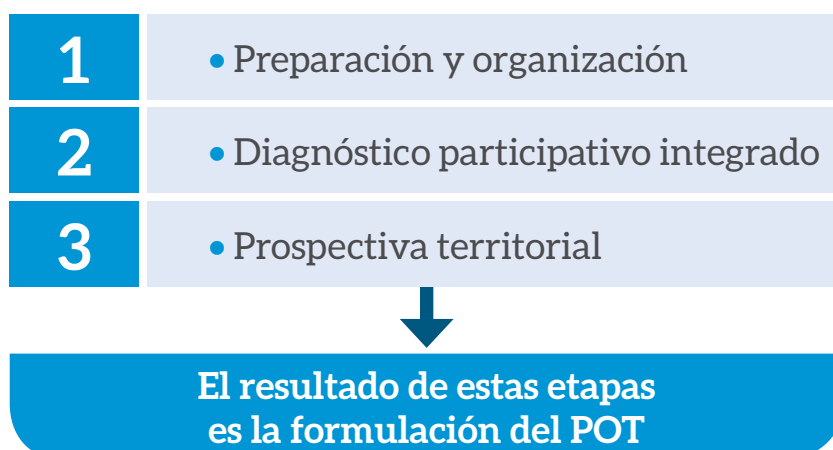 1 • Preparación y organización
2 • Diagnóstico participativo integrado
3 • Prospectiva territorial
El resultado de estas etapas
es la formulación del POT